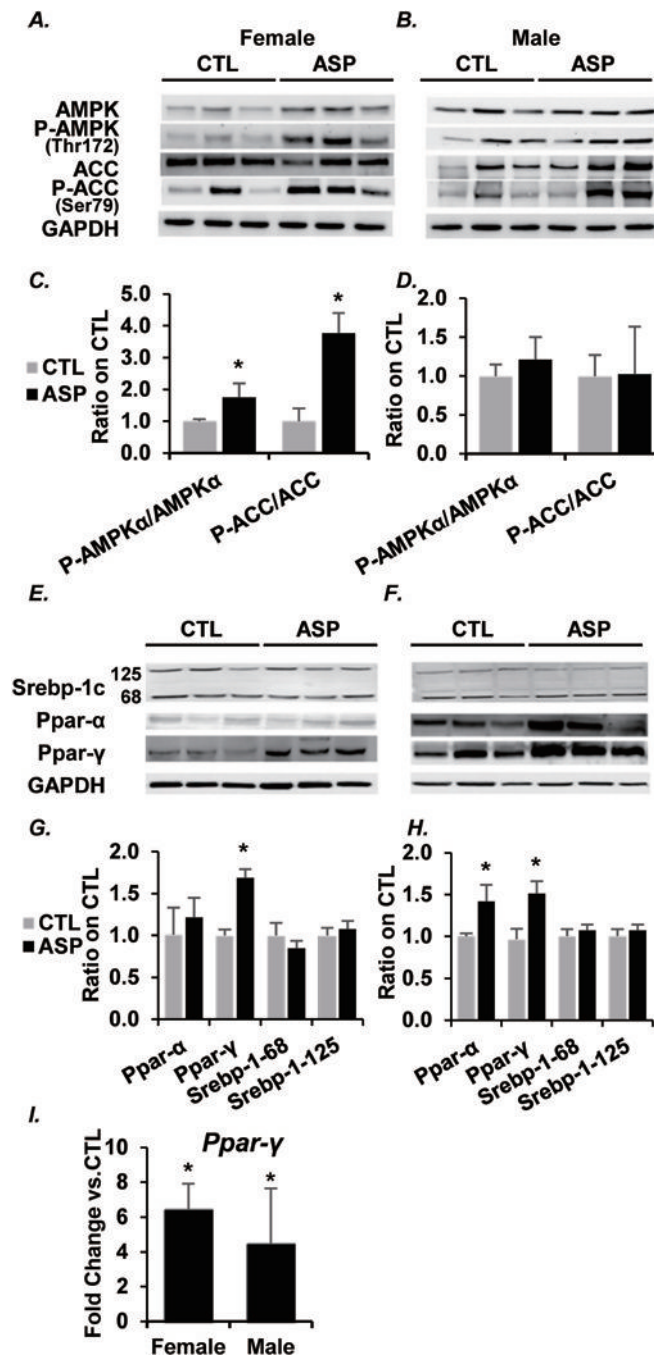 A.
Female
CTL ASP
B.
Male
CTL ASP
AMPK
P-AMPK
(Thr172)
ACC
P-ACC
(Ser79)
GAPDH
C.
Ratio on CTL
5.0
4.0
3.0
2.0
1.0
0.0
* *
CTL
ASP
P-AMPKα/AMPKα
P-ACC/ACC
D.
Ratio on CTL
2.0
1.5
1.0
0.5
0.0
P-AMPKα/AMPKα
P-ACC/ACC
E.
CTL ASP
F.
CTL ASP
Srebp-1c
125
68
Ppar-α
Ppar-γ
GAPDH
G.
Ratio on CTL
2.0
1.5
1.0
0.5
0.0
*
CTL
ASP
Ppar-α
Ppar-γ
Srebp-1-68
Srebp-1-125
H.
Ratio on CTL
2.0
1.5
1.0
0.5
0.0
* *
Ppar-α
Ppar-γ
Srebp-1-68
Srebp-1-125
I.
Ppar-γ
Fold Change vs.CTL
10
8
6
4
2
0
* *
Female Male